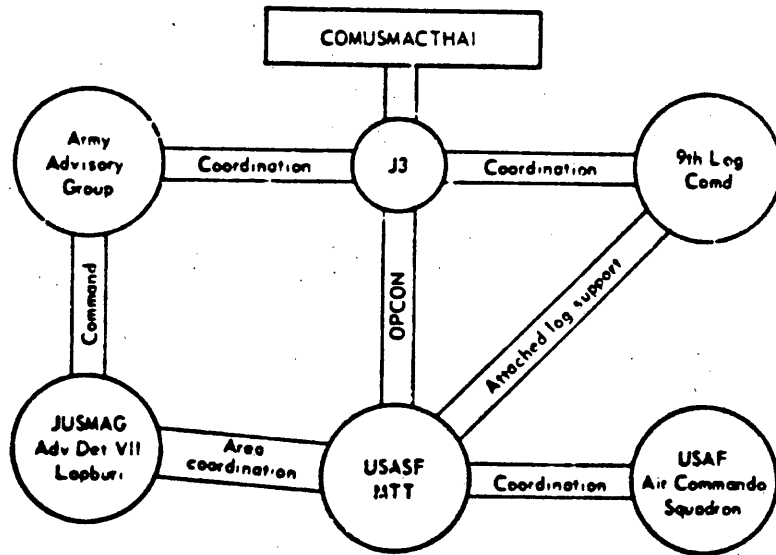 COMUSMACTHAI
Army
Advisory
Group
Coordination
J3
Coordination
9th Log
Comd
Command
OPCON
Attached log support
JUSMAG
Adv Det VII
Lopburi
Area
coordination
USASF
MTT
Coordination
USAF
Air Commando
Squadron